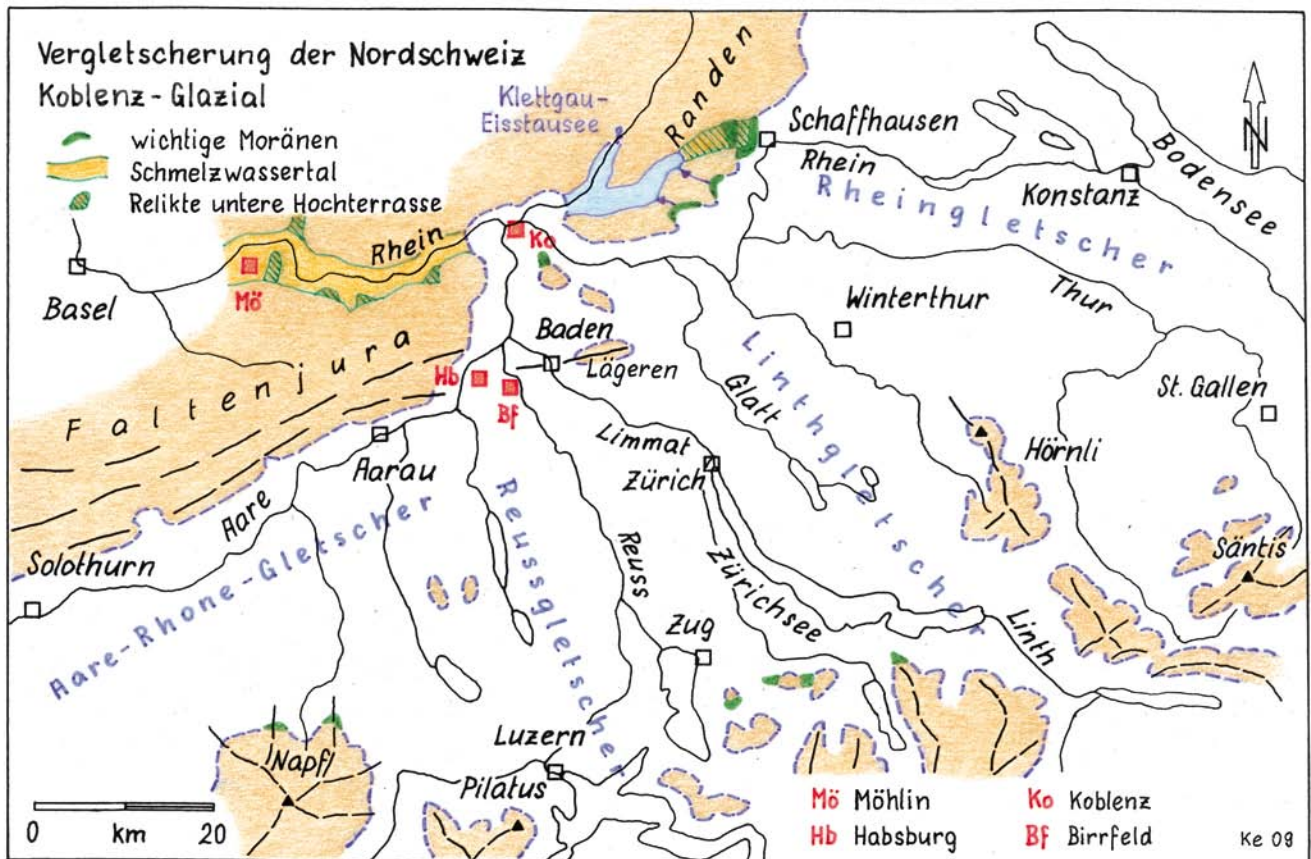 Vergletscherung der Nordschweiz
Koblenz-Glazial
wichtige Moränen
Schmelzwassertal
Relikte untere Hochterrasse
Klettgau-
Eisstausee
Randen
Schaffhausen
Rhein
Rheingletscher
Konstanz
Bodensee
N
Rhein
Ko
Basel
Mö
Winterthur
Thur
Baden
Lägeren
Hb
Bf
Faltenjura
Glatt
Linthgletscher
St. Gallen
Hörnli
Limmat
Zürich
Aarau
Aare
Reussgletscher
Solothurn
Aare-Rhone-Gletscher
Reuss
Zürichsee
Säntis
Zug
Linth
Luzern
Napf
Pilatus
0 km 20
Mö Möhlin
Ko Koblenz
Hb Habsburg
Bf Birrfeld
Ke 09